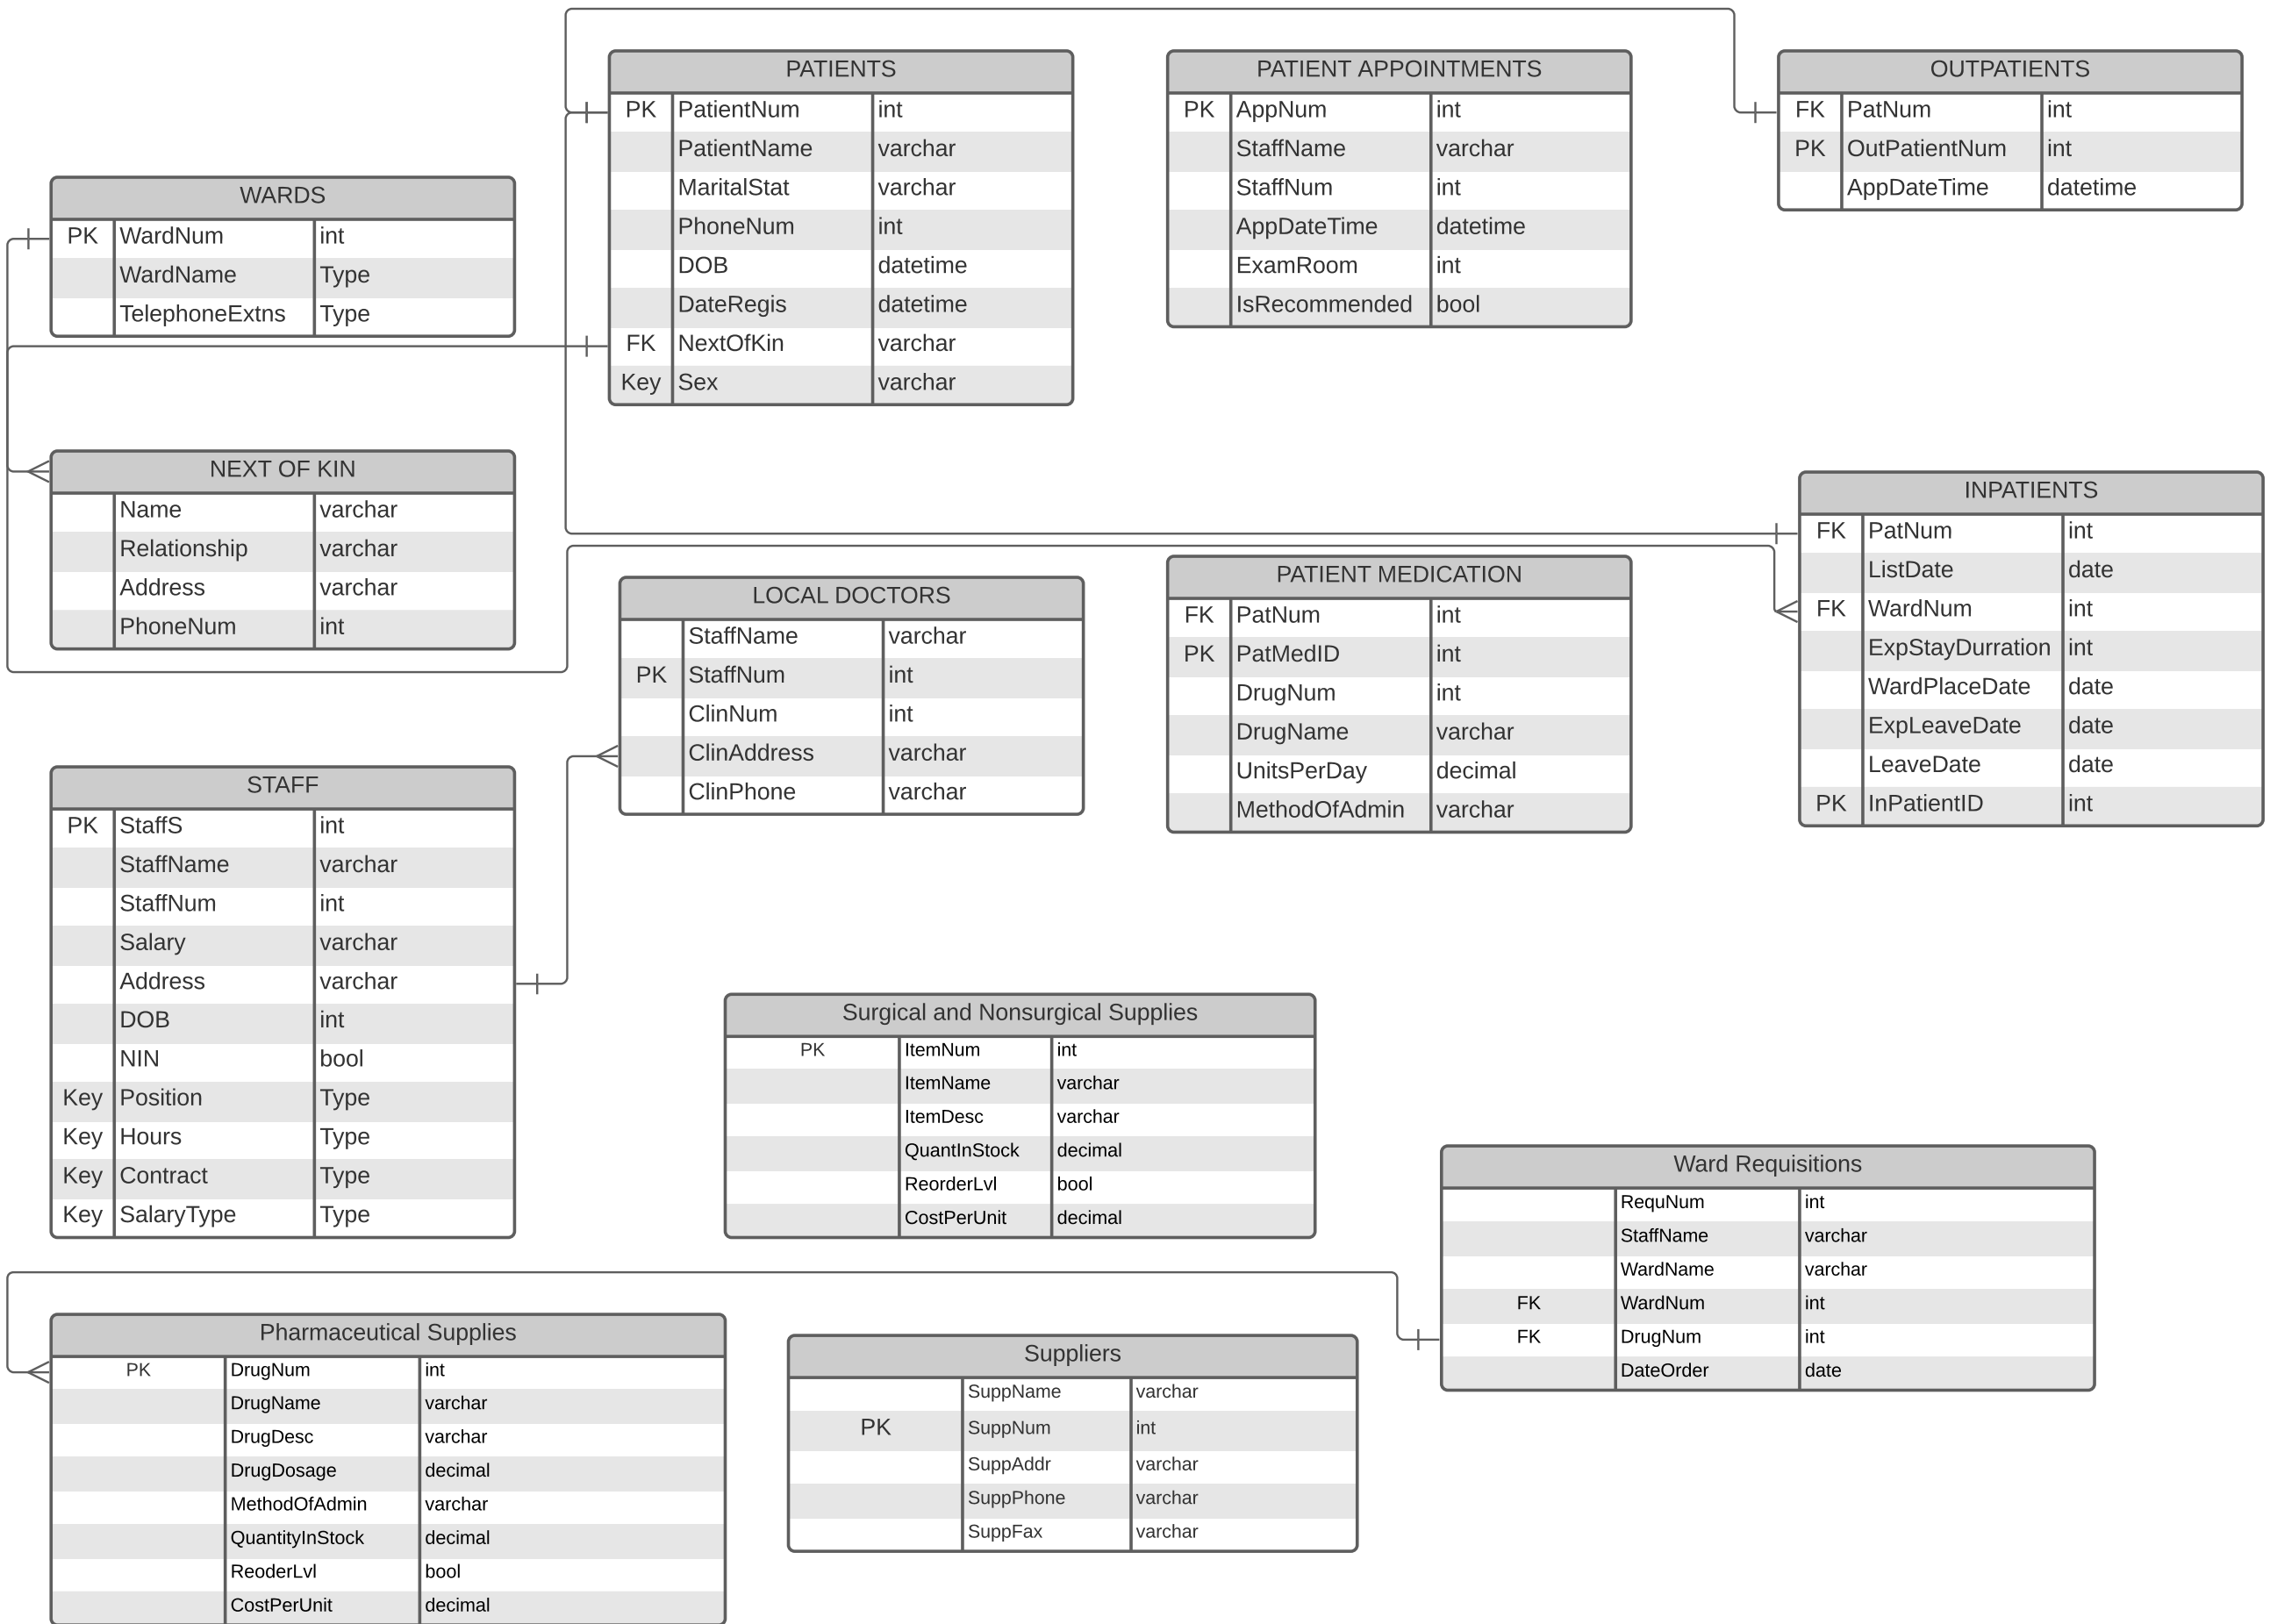 PATIENTS
PK PatientNum int
PatientName varchar
MaritalStat varchar
PhoneNum int
DOB datetime
DateRegis datetime
FK NextOfKin varchar
Key Sex varchar
PATIENT APPOINTMENTS
PK AppNum int
StaffName varchar
StaffNum int
AppDateTime datetime
ExamRoom int
IsRecommended bool
OUTPATIENTS
FK PatNum int
PK OutPatientNum int
AppDateTime datetime
WARDS
PK WardNum int
WardName Type
TelephoneExtns Type
NEXT OF KIN
Name varchar
Relationship varchar
Address varchar
PhoneNum int
LOCAL DOCTORS
StaffName varchar
PK StaffNum int
ClinNum int
ClinAddress varchar
ClinPhone varchar
PATIENT MEDICATION
FK PatNum int
PK PatMedID int
DrugNum int
DrugName varchar
UnitsPerDay decimal
MethodOfAdmin varchar
INPATIENTS
FK PatNum int
ListDate date
FK WardNum int
ExpStayDurration int
WardPlaceDate date
ExpLeaveDate date
LeaveDate date
PK InPatientID int
STAFF
PK StaffS int
StaffName varchar
StaffNum int
Salary varchar
Address varchar
DOB int
NIN bool
Key Position Type
Key Hours Type
Key Contract Type
Key SalaryType Type
Surgical and Nonsurgical Supplies
PK ItemNum int
ItemName varchar
ItemDesc varchar
QuantInStock decimal
ReorderLvl bool
CostPerUnit decimal
Ward Requisitions
RequNum int
StaffName varchar
WardName varchar
FK WardNum int
FK DrugNum int
DateOrder date
Pharmaceutical Supplies
PK DrugNum int
DrugName varchar
DrugDesc varchar
DrugDosage decimal
MethodOfAdmin varchar
QuantityInStock decimal
ReoderLvl bool
CostPerUnit decimal
Suppliers
SuppName varchar
PK SuppNum int
SuppAddr varchar
SuppPhone varchar
SuppFax varchar